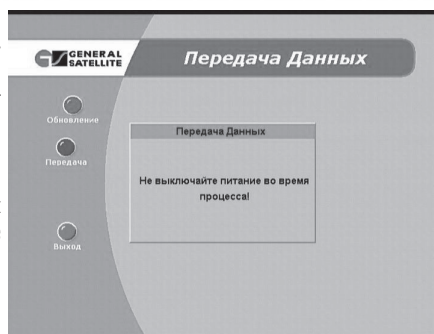 GENERAL
SATELLITE
Передача Данных
Обновление
Передача
Выход
Передача Данных
Не выключайте питание во время
процесса!